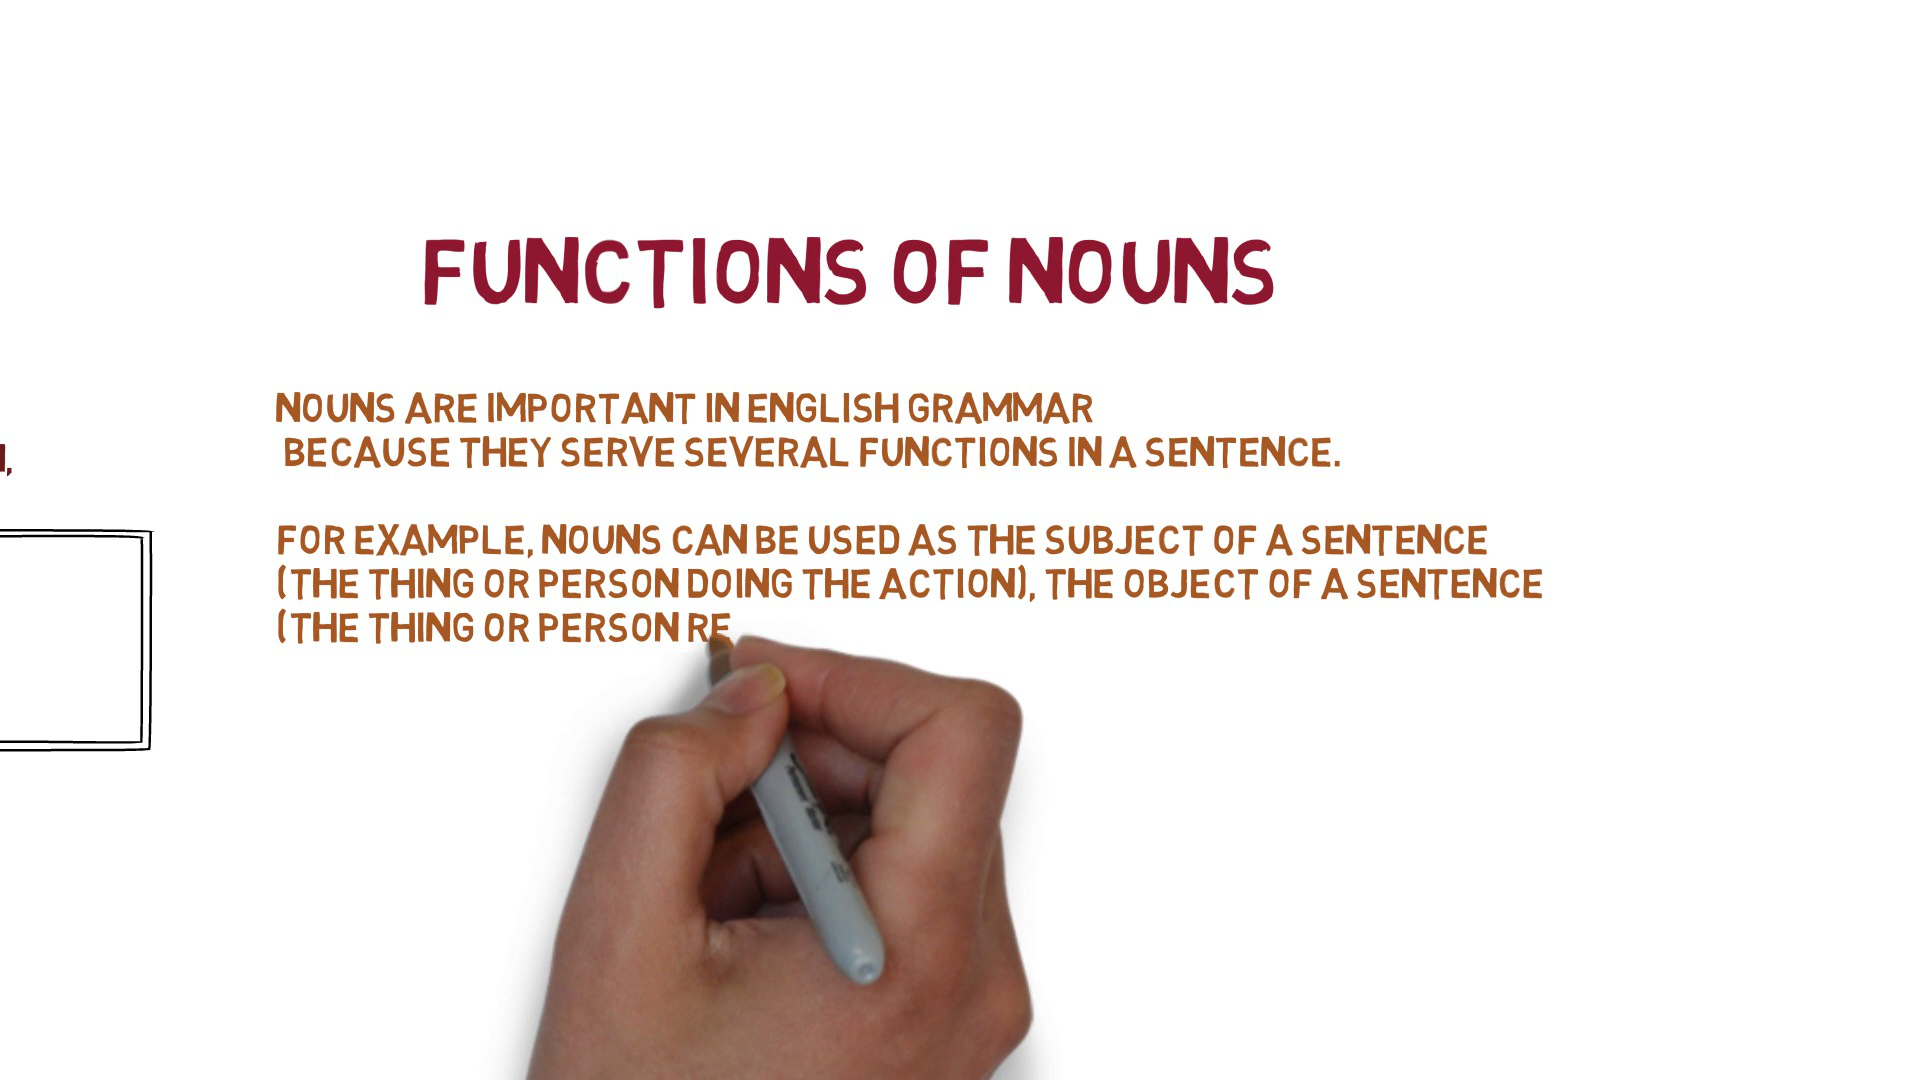 FUNCTIONS OF NOUNS
NOUNS ARE IMPORTANT IN ENGLISH GRAMMAR
BECAUSE THEY SERVE SEVERAL FUNCTIONS IN A SENTENCE.
FOR EXAMPLE, NOUNS CAN BE USED AS THE SUBJECT OF A SENTENCE
(THE THING OR PERSON DOING THE ACTION), THE OBJECT OF A SENTENCE
(THE THING OR PERSON RE